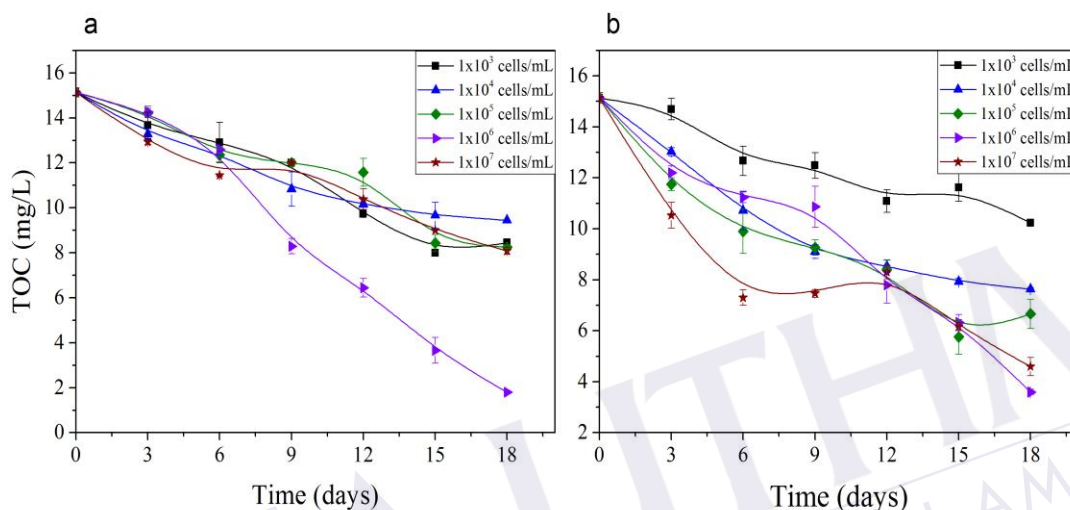 a
16
14
12
10
8
6
4
2
0
TOC (mg/L)
0 3 6 9 12 15 18
Time (days)
1x10³ cells/mL
1x10⁴ cells/mL
1x10⁵ cells/mL
1x10⁶ cells/mL
1x10⁷ cells/mL
b
16
14
12
10
8
6
4
2
0 3 6 9 12 15 18
Time (days)
1x10³ cells/mL
1x10⁴ cells/mL
1x10⁵ cells/mL
1x10⁶ cells/mL
1x10⁷ cells/mL